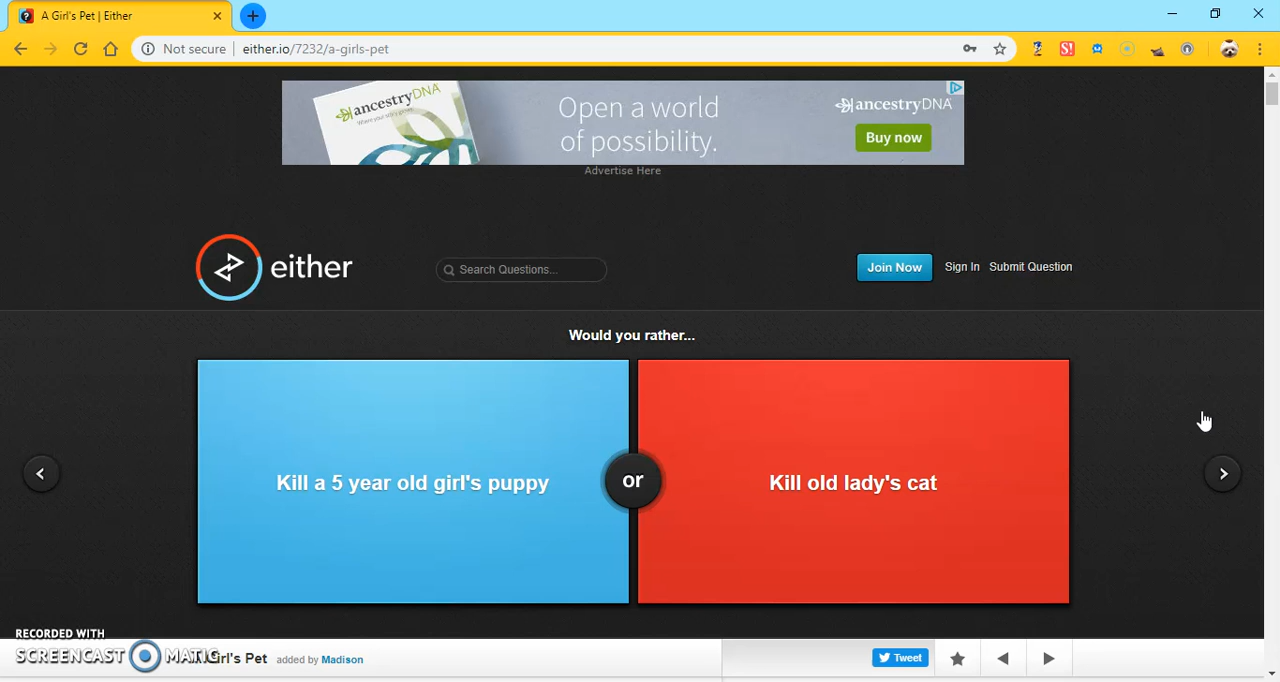 A Girl's Pet | Either
Not secure
either.io/7232/a-girls-pet
S!
ancestryDNA
Open a world
of possibility.
ancestryDNA
Buy now
Advertise Here
either
Search Questions...
Join Now
Sign In
Submit Question
Would you rather...
Kill a 5 year old girl's puppy
or
Kill old lady's cat
RECORDED WITH
SCREENCAST MATIC
Girl's Pet
added by Madison
Tweet